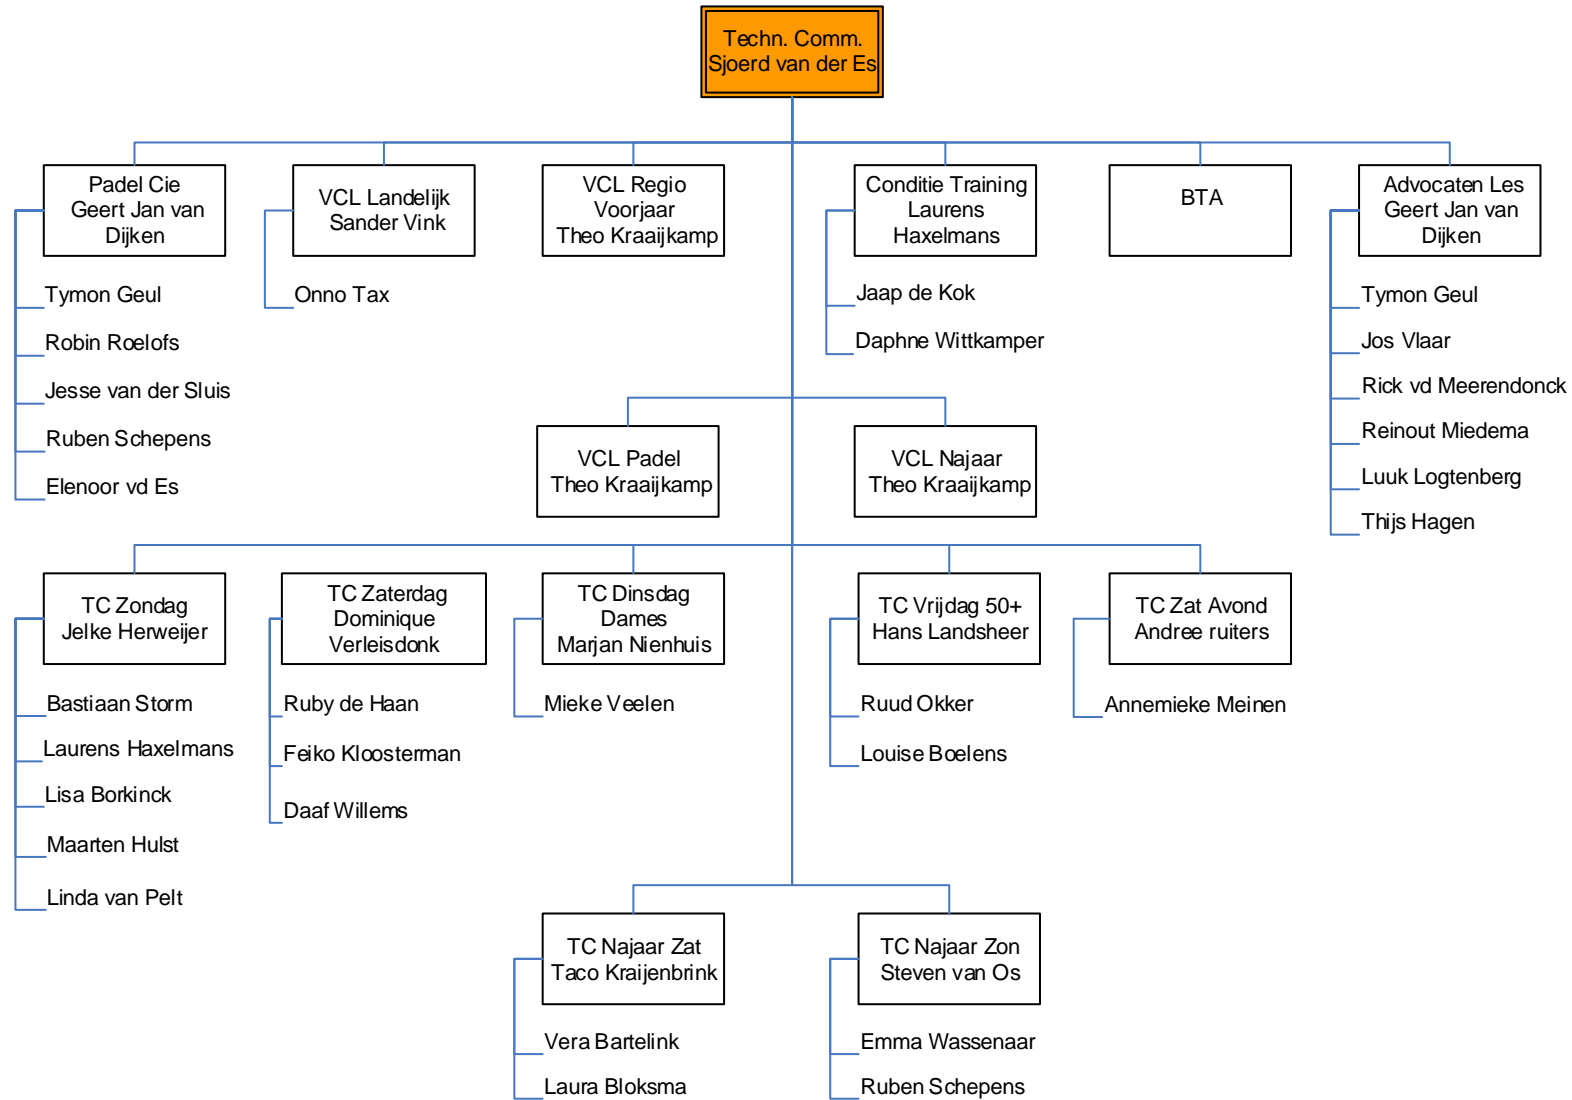 Techn. Comm.
Sjoerd van der Es
Padel Cie
Geert Jan van
Dijken
Tymon Geul
Robin Roelofs
Jesse van der Sluis
Ruben Schepens
Elenoor vd Es
VCL Landelijk
Sander Vink
Onno Tax
VCL Regio
Voorjaar
Theo Kraaijkamp
Conditie Training
Laurens
Haxelmans
Jaap de Kok
Daphne Wittkamper
BTA
Advocaten Les
Geert Jan van
Dijken
Tymon Geul
Jos Vlaar
Rick vd Meerendonck
Reinout Miedema
Luuk Logtenberg
Thijs Hagen
VCL Padel
Theo Kraaijkamp
VCL Najaar
Theo Kraaijkamp
TC Zondag
Jelke Herweijer
Bastiaan Storm
Laurens Haxelmans
Lisa Borkinck
Maarten Hulst
Linda van Pelt
TC Zaterdag
Dominique
Verleisdonk
Ruby de Haan
Feiko Kloosterman
Daaf Willems
TC Dinsdag
Dames
Marjan Nienhuis
Mieke Veelen
TC Vrijdag 50+
Hans Landsheer
Ruud Okker
Louise Boelens
TC Zat Avond
Andree ruiters
Annemieke Meinen
TC Najaar Zat
Taco Kraijenbrink
Vera Bartelink
Laura Bloksma
TC Najaar Zon
Steven van Os
Emma Wassenaar
Ruben Schepens